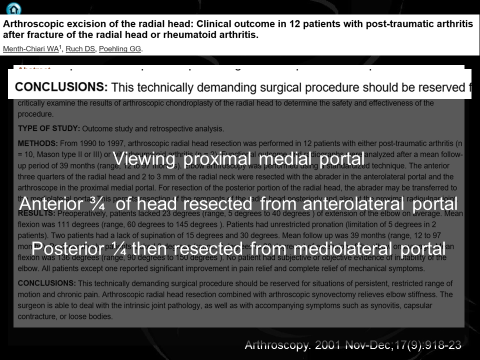 Arthroscopic excision of the radial head: Clinical outcome in 12 patients with post-traumatic arthritis
after fracture of the radial head or rheumatoid arthritis.
Menth-Chiari WA1, Ruch DS, Poehling GG.
CONCLUSIONS: This technically demanding surgical procedure should be reserved f
critically examine the results of arthroscopic chondroplasty of the radial head to determine the safety and effectiveness of the
procedure.
TYPE OF STUDY: Outcome study and retrospective analysis.
METHODS: From 1990 to 1997, arthroscopic radial head resection was performed in 12 patients with either post-traumatic arthritis (n
= 10, Mason type II or III) or
Viewing proximal medial portal
up period of 39 months (range, 12 to 97 months).
three quarters of the radial head and 2 to 3 mm of the radial neck were resected with the abrader in the anterolateral portal and the
arthroscope in the proximal medial portal. For resection of the posterior portion of the radial head, the abrader may be transferred to
Anterior ¾ of head resected from anterolateral portal
RESULTS: Preoperatively, patients lacked 23 degrees (range, 5 degrees to 40 degrees) of extension of the elbow on average. Mean
flexion was 111 degrees (range, 60 degrees to 145 degrees). Patients had unrestricted pronation (limitation of 5 degrees in 2
patients). Two patients had a lack of supination of 15 degrees and 30 degrees. Mean follow up was 39 months (range, 12 to 97
Posterior ¼ then resected from mediolateral portal
flexion was 136 degrees (range, 90 degrees to 150 degrees). No patient had subjective or objective evidence of instability of the
elbow. All patients except one reported significant improvement in pain relief and complete relief of mechanical symptoms.
CONCLUSIONS: This technically demanding surgical procedure should be reserved for situations of persistent, restricted range of
motion and chronic pain. Arthroscopic radial head resection combined with arthroscopic synovectomy relieves elbow stiffness. The
surgeon is able to deal with the intrinsic joint pathology, as well as with accompanying symptoms such as synovitis, capsular
contracture, or loose bodies.
Arthroscopy. 2001 Nov-Dec;17(9):918-23